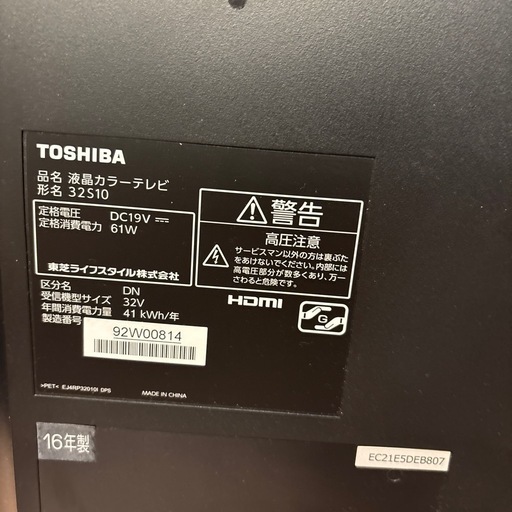 TOSHIBA
品名 液晶カラーテレビ
形名 32S10
定格電圧 DC19V
定格消費電力 61W
東芝ライフスタイル株式会社
区分名 DN
受信機型サイズ 32V
年間消費電力量 41 kWh/年
製造番号
92W00814
警告
高圧注意
サービスマン以外の方は裏ぶた
をあけないでください。内部には
高電圧部分が数多くあり、万一
さわると危険です。
HDMI
G
>PET< EJ4RP32010I DPS
MADE IN CHINA
16年製
EC21E5DEB807